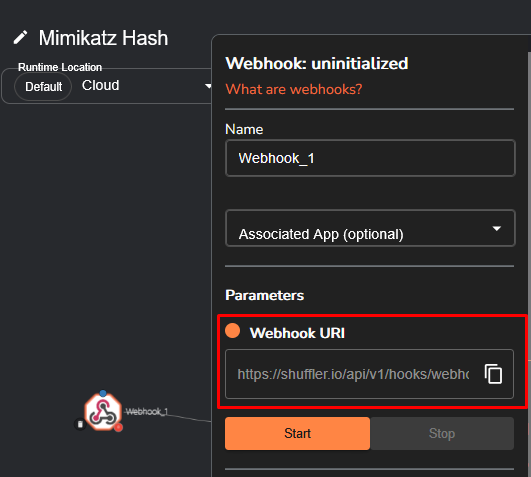 Mimikatz Hash
Runtime Location
Default Cloud
Webhook: uninitialized
What are webhooks?
Name
Webhook_1
Associated App (optional)
Parameters
Webhook URI
https://shuffler.io/api/v1/hooks/webho
Webhook_1
Start Stop